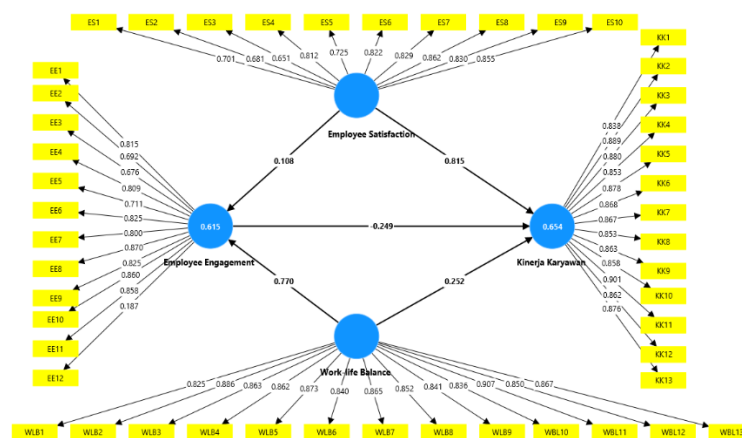 ES1 ES2 ES3 ES4 ES5 ES6 ES7 ES8 ES9 ES10
0.701 0.681 0.651 0.812 0.725 0.822 0.829 0.862 0.830 0.855
Employee Satisfaction
EE1
EE2
EE3
EE4
EE5
EE6
EE7
EE8
EE9
EE10
EE11
EE12
0.815
0.692
0.676
0.809
0.711
0.825
0.800
0.870
0.825
0.860
0.858
0.187
0.615
Employee Engagement
0.108
0.815
-0.249
0.770
0.252
0.654
Kinerja Karyawan
0.838
0.889
0.880
0.853
0.878
0.868
0.867
0.853
0.863
0.858
0.901
0.862
0.876
KK1
KK2
KK3
KK4
KK5
KK6
KK7
KK8
KK9
KK10
KK11
KK12
KK13
Work-life Balance
0.825 0.886 0.863 0.862 0.873 0.840 0.865 0.852 0.841 0.836 0.907 0.850 0.867
WLB1 WLB2 WLB3 WLB4 WLB5 WLB6 WLB7 WLB8 WLB9 WBL10 WBL11 WBL12 WBL13